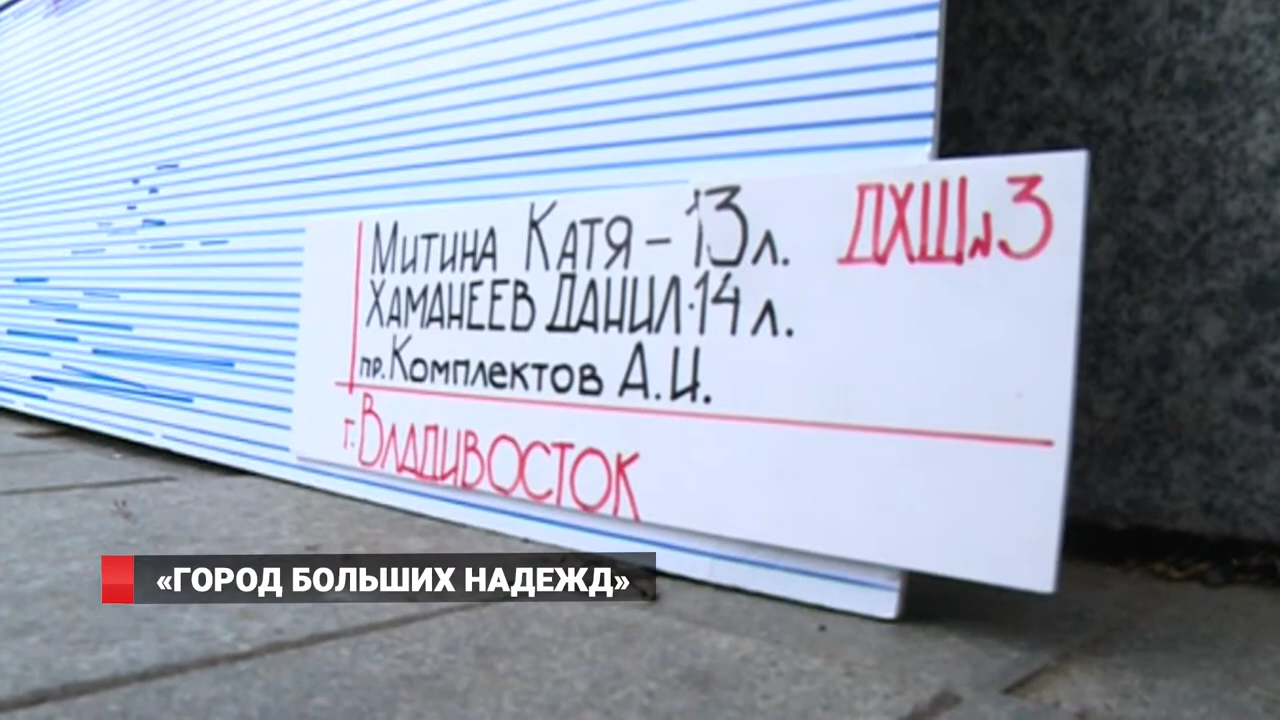 Митина Катя – 13 л. ДХШ№3
Хаманеев Данил - 14 л.
пр. Комплектов А.И.
г. Владивосток
«ГОРОД БОЛЬШИХ НАДЕЖД»